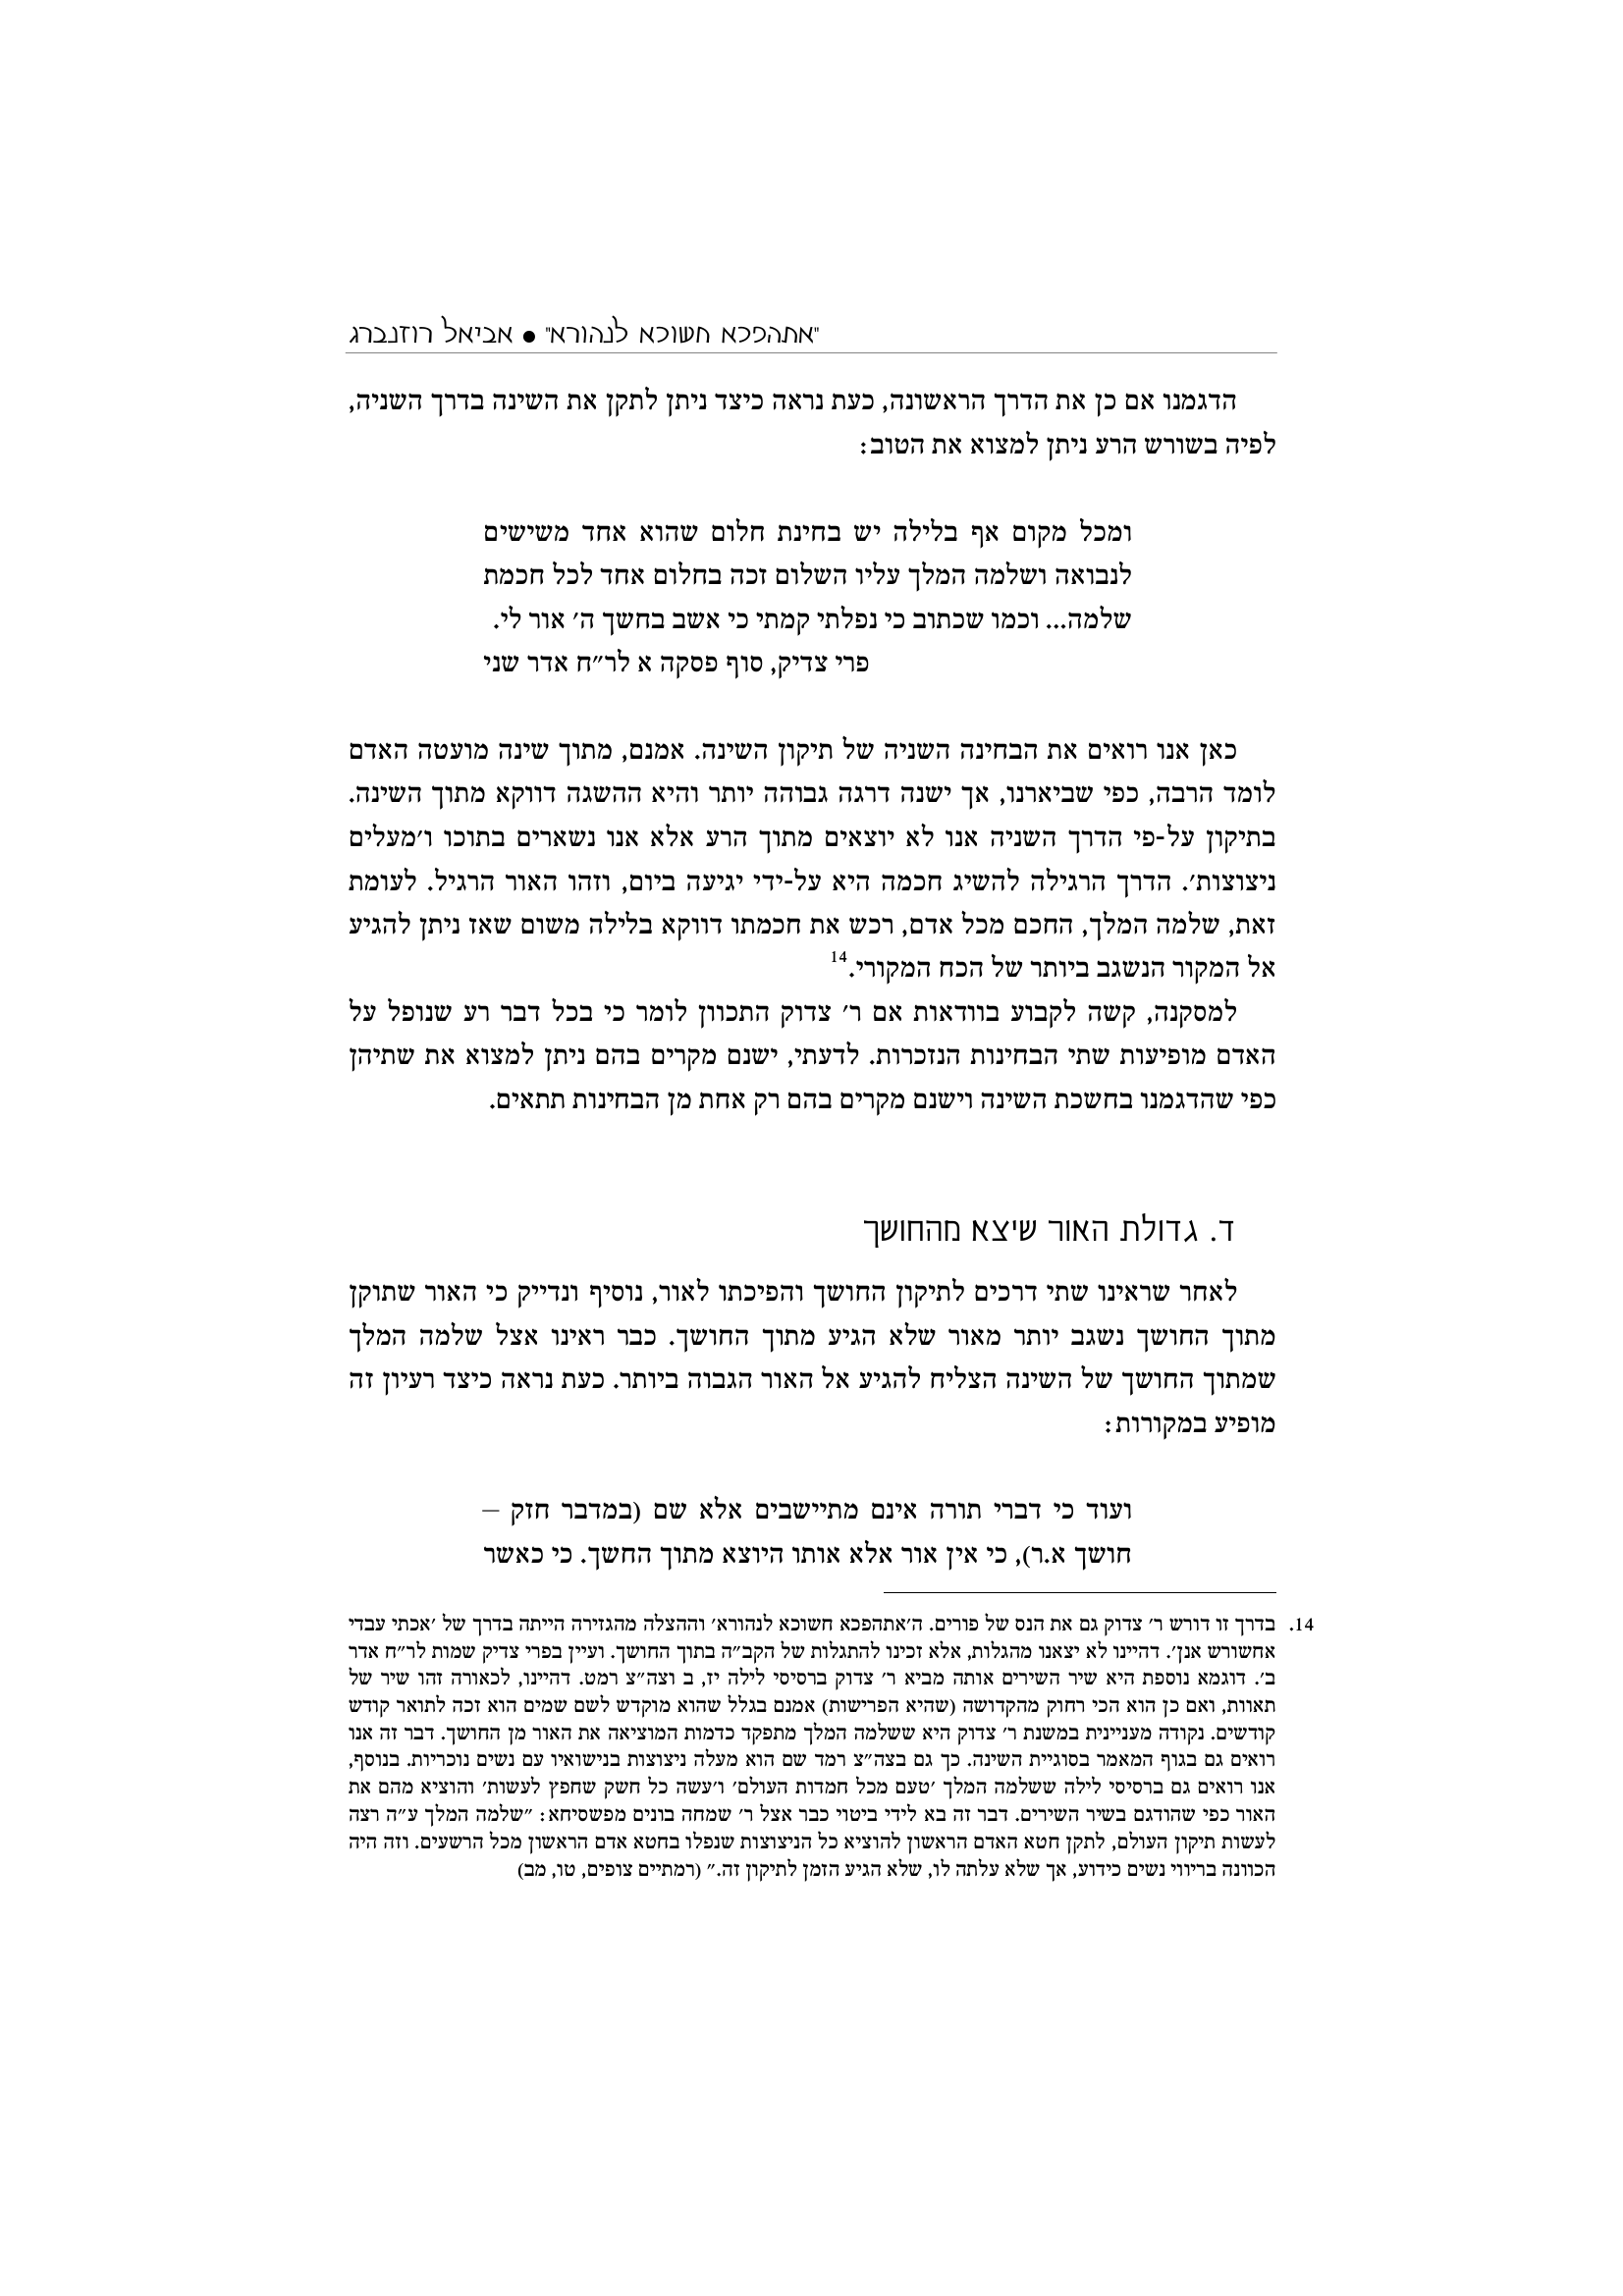 "אתהפכא חשוכא לנהורא" ● אביאל רוזנברג
הדגמנו אם כן את הדרך הראשונה, כעת נראה כיצד ניתן לתקן את השינה בדרך השניה,
לפיה בשורש הרע ניתן למצוא את הטוב:
ומכל מקום אף בלילה יש בחינת חלום שהוא אחד משישים
לנבואה ושלמה המלך עליו השלום זכה בחלום אחד לכל חכמת
שלמה... וכמו שכתוב כי נפלתי קמתי כי אשב בחשך ה׳ אור לי.
פרי צדיק, סוף פסקה א לר״ח אדר שני
כאן אנו רואים את הבחינה השניה של תיקון השינה. אמנם, מתוך שינה מועטה האדם
לומד הרבה, כפי שביארנו, אך ישנה דרגה גבוהה יותר והיא ההשגה דווקא מתוך השינה.
בתיקון על-פי הדרך השניה אנו לא יוצאים מתוך הרע אלא אנו נשארים בתוכו ו׳מעלים
ניצוצות׳. הדרך הרגילה להשיג חכמה היא על-ידי יגיעה ביום, וזהו האור הרגיל. לעומת
זאת, שלמה המלך, החכם מכל אדם, רכש את חכמתו דווקא בלילה משום שאז ניתן להגיע
אל המקור הנשגב ביותר של הכח המקורי.14
למסקנה, קשה לקבוע בוודאות אם ר׳ צדוק התכוון לומר כי בכל דבר רע שנופל על
האדם מופיעות שתי הבחינות הנזכרות. לדעתי, ישנם מקרים בהם ניתן למצוא את שתיהן
כפי שהדגמנו בחשכת השינה וישנם מקרים בהם רק אחת מן הבחינות תתאים.
ד. גדולת האור שיצא מהחושך
לאחר שראינו שתי דרכים לתיקון החושך והפיכתו לאור, נוסיף ונדייק כי האור שתוקן
מתוך החושך נשגב יותר מאור שלא הגיע מתוך החושך. כבר ראינו אצל שלמה המלך
שמתוך החושך של השינה הצליח להגיע אל האור הגבוה ביותר. כעת נראה כיצד רעיון זה
מופיע במקורות:
ועוד כי דברי תורה אינם מתיישבים אלא שם (במדבר חזק –
חושך א.ר), כי אין אור אלא אותו היוצא מתוך החשך. כי כאשר
14. בדרך זו דורש ר׳ צדוק גם את הנס של פורים. ה׳אתהפכא חשוכא לנהורא׳ וההצלה מהגזירה הייתה בדרך של ׳אכתי עבדי
אחשורש אנן׳. דהיינו לא יצאנו מהגלות, אלא זכינו להתגלות של הקב״ה בתוך החושך. ועיין בפרי צדיק שמות לר״ח אדר
ב׳. דוגמא נוספת היא שיר השירים אותה מביא ר׳ צדוק ברסיסי לילה יז, ב וצה״צ רמט. דהיינו, לכאורה זהו שיר של
תאוות, ואם כן הוא הכי רחוק מהקדושה (שהיא הפרישות) אמנם בגלל שהוא מוקדש לשם שמים הוא זכה לתואר קודש
קודשים. נקודה מעניינית במשנת ר׳ צדוק היא ששלמה המלך מתפקד כדמות המוציאה את האור מן החושך. דבר זה אנו
רואים גם בגוף המאמר בסוגיית השינה. כך גם בצה״צ רמד שם הוא מעלה ניצוצות בנישואיו עם נשים נוכריות. בנוסף,
אנו רואים גם ברסיסי לילה ששלמה המלך ׳טעם מכל חמדות העולם׳ ו׳עשה כל חשק שחפץ לעשות׳ והוציא מהם את
האור כפי שהודגם בשיר השירים. דבר זה בא לידי ביטוי כבר אצל ר׳ שמחה בונים מפשסיחא: ״שלמה המלך ע״ה רצה
לעשות תיקון העולם, לתקן חטא האדם הראשון להוציא כל הניצוצות שנפלו בחטא אדם הראשון מכל הרשעים. וזה היה
הכוונה בריווי נשים כידוע, אך שלא עלתה לו, שלא הגיע הזמן לתיקון זה.״ (רמתיים צופים, טו, מב)